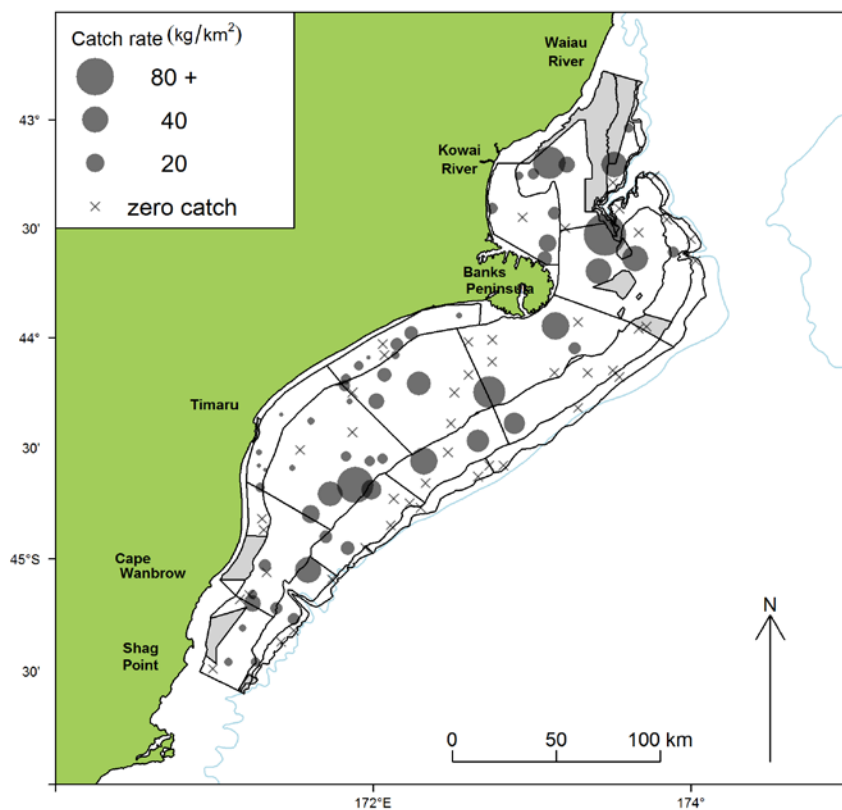 Catch rate (kg/km²)
80 +
40
20
× zero catch
Waiau
River
43°
Kowai
River
30'
Banks
Peninsula
44°
Timaru
30'
45°S
Cape
Wanbrow
Shag
Point
30'
N
0 50 100 km
172°E 174°